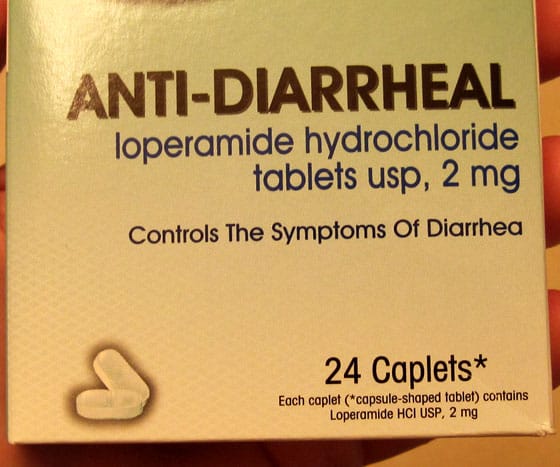 ANTI-DIARRHEAL
loperamide hydrochloride
tablets usp, 2 mg
Controls The Symptoms Of Diarrhea
24 Caplets*
Each caplet (*capsule-shaped tablet) contains
Loperamide HCl USP, 2 mg